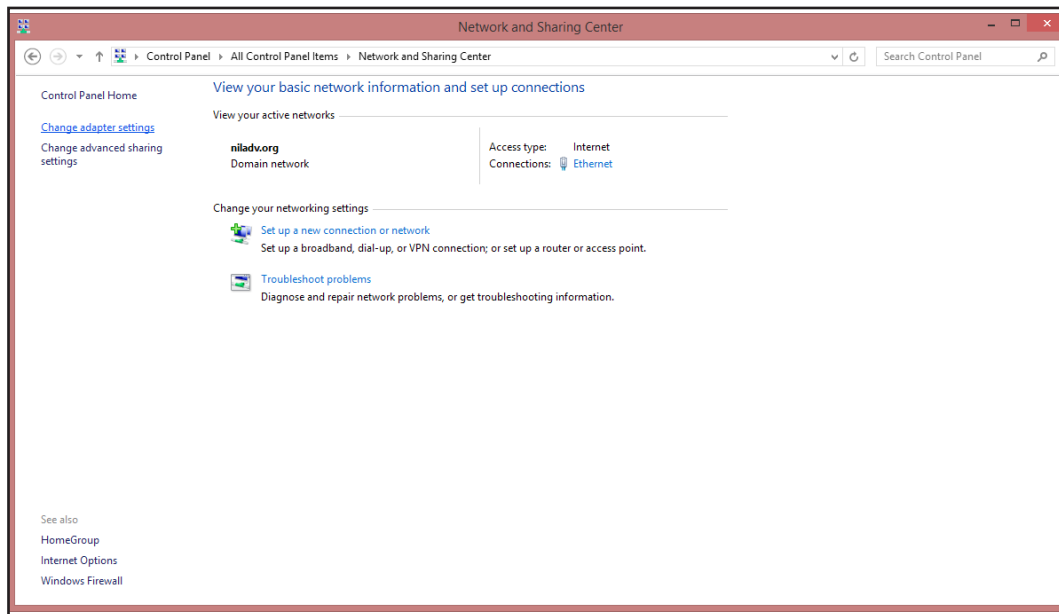 Network and Sharing Center
Control Panel All Control Panel Items Network and Sharing Center
Search Control Panel
Control Panel Home
Change adapter settings
Change advanced sharing
settings
View your basic network information and set up connections
View your active networks
niladv.org
Domain network
Access type: Internet
Connections: Ethernet
Change your networking settings
Set up a new connection or network
Set up a broadband, dial-up, or VPN connection; or set up a router or access point.
Troubleshoot problems
Diagnose and repair network problems, or get troubleshooting information.
See also
HomeGroup
Internet Options
Windows Firewall